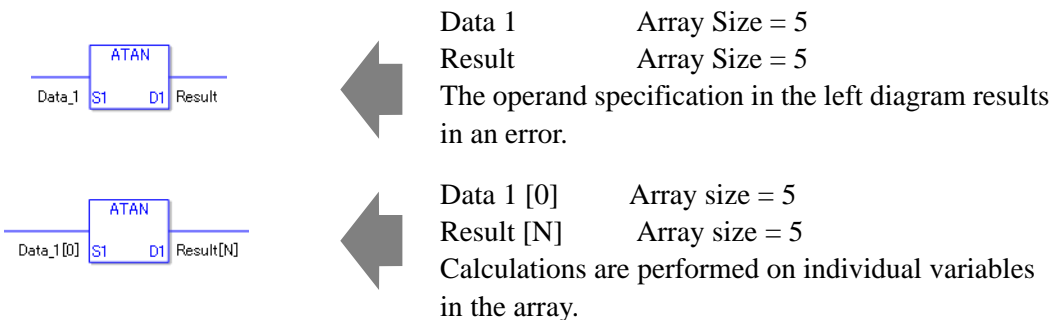 Data 1 Array Size = 5
ATAN
Result Array Size = 5
Data_1 S1 D1 Result
The operand specification in the left diagram results
in an error.
Data 1 [0] Array size = 5
ATAN
Result [N] Array size = 5
Data_1[0] S1 D1 Result[N]
Calculations are performed on individual variables
in the array.